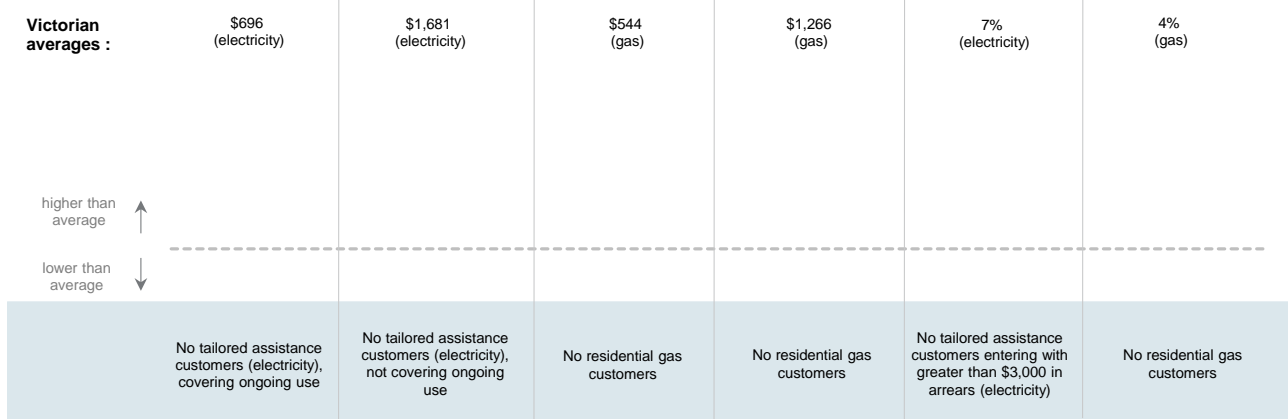 Victorian
averages :
$696
(electricity)
$1,681
(electricity)
$544
(gas)
$1,266
(gas)
7%
(electricity)
4%
(gas)
higher than
average
lower than
average
No tailored assistance
customers (electricity),
covering ongoing use
No tailored assistance
customers (electricity),
not covering ongoing
use
No residential gas
customers
No residential gas
customers
No tailored assistance
customers entering with
greater than $3,000 in
arrears (electricity)
No residential gas
customers